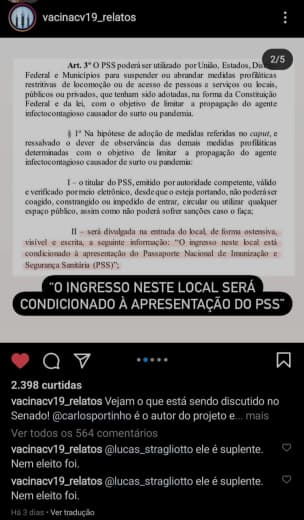 vacinacv19_relatos
2/5
Art. 3º O PSS poderá ser utilizado por União, Estados, Dis
Federal e Municípios para suspender ou abrandar medidas profiláticas
restritivas de locomoção ou de acesso de pessoas a serviços ou locais,
públicos ou privados, que tenham sido adotadas, na forma da Constituição
Federal e da lei, com o objetivo de limitar a propagação do agente
infectocontagioso causador do surto ou pandemia.
§ 1º Na hipótese de adoção de medidas referidas no caput, e
ressalvado o dever de observância das demais medidas profiláticas
determinadas com o objetivo de limitar a propagação do agente
infectocontagioso causador de surto ou pandemia:
I – o titular do PSS, emitido por autoridade competente, válido
e verificado por meio eletrônico, desde que o esteja portando, não poderá ser
coagido, constrangido ou impedido de entrar, circular ou utilizar qualquer
espaço público, assim como não poderá sofrer sanções caso o faça;
II – será divulgada na entrada do local, de forma ostensiva,
visível e escrita, a seguinte informação: "O ingresso neste local está
condicionado à apresentação do Passaporte Nacional de Imunização e
Segurança Sanitária (PSS)";
"O INGRESSO NESTE LOCAL SERÁ
CONDICIONADO À APRESENTAÇÃO DO PSS"
2.398 curtidas
vacinacv19_relatos Vejam o que está sendo discutido no
Senado! @carlosportinho é o autor do projeto e... mais
Ver todos os 564 comentários
vacinacv19_relatos @lucas_stragliotto ele é suplente.
Nem eleito foi.
vacinacv19_relatos @lucas_stragliotto ele é suplente.
Nem eleito foi.
Há 3 dias • Ver tradução